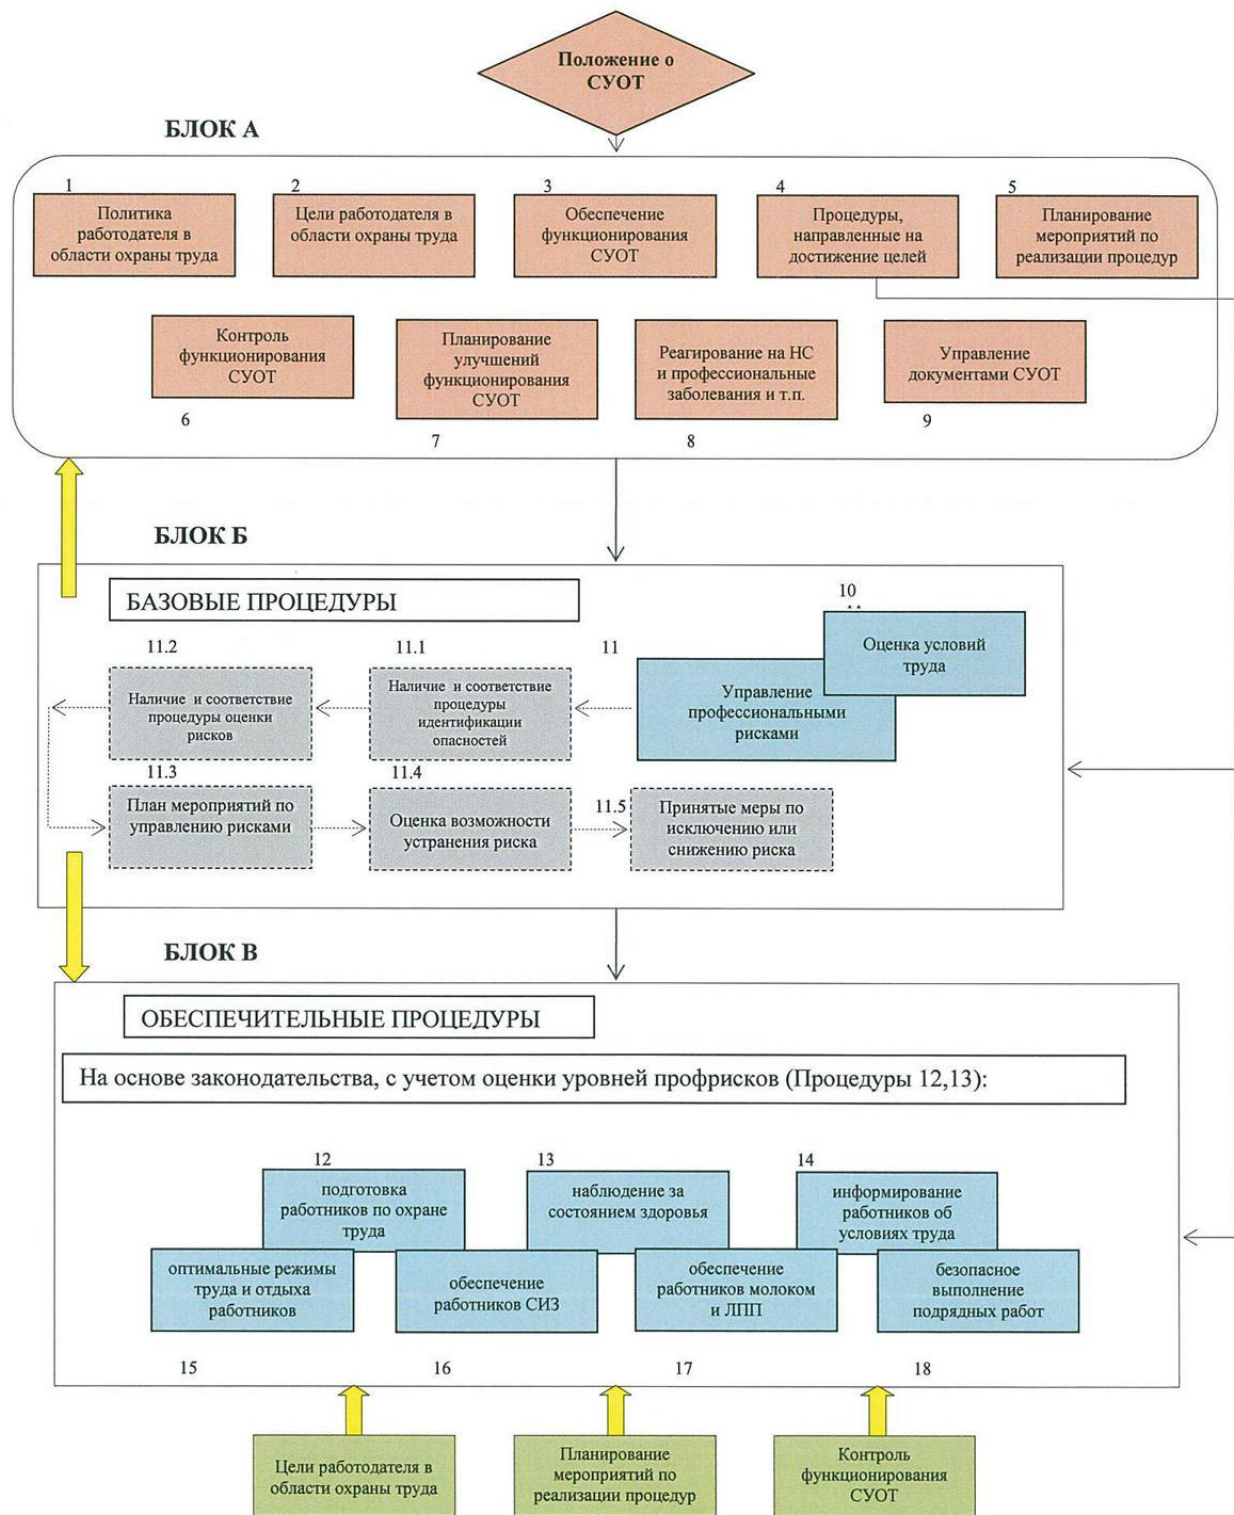 Положение о
СУОТ
БЛОК А
1
Политика
работодателя в
области охраны труда
2
Цели работодателя в
области охраны труда
3
Обеспечение
функционирования
СУОТ
4
Процедуры,
направленные на
достижение целей
5
Планирование
мероприятий по
реализации процедур
Контроль
функционирования
СУОТ
6
Планирование
улучшений
функционирования
СУОТ
7
Реагирование на НС
и профессиональные
заболевания и т.п.
8
Управление
документами СУОТ
9
БЛОК Б
БАЗОВЫЕ ПРОЦЕДУРЫ
10
Оценка условий
труда
11
Управление
профессиональными
рисками
11.1
Наличие и соответствие
процедуры
идентификации
опасностей
11.2
Наличие и соответствие
процедуры оценки
рисков
11.3
План мероприятий по
управлению рисками
11.4
Оценка возможности
устранения риска
11.5
Принятые меры по
исключению или
снижению риска
БЛОК В
ОБЕСПЕЧИТЕЛЬНЫЕ ПРОЦЕДУРЫ
На основе законодательства, с учетом оценки уровней профрисков (Процедуры 12,13):
12
подготовка
работников по охране
труда
13
наблюдение за
состоянием здоровья
14
информирование
работников об
условиях труда
оптимальные режимы
труда и отдыха
работников
15
обеспечение
работников СИЗ
16
обеспечение
работников молоком
и ЛПП
17
безопасное
выполнение
подрядных работ
18
Цели работодателя в
области охраны труда
Планирование
мероприятий по
реализации процедур
Контроль
функционирования
СУОТ